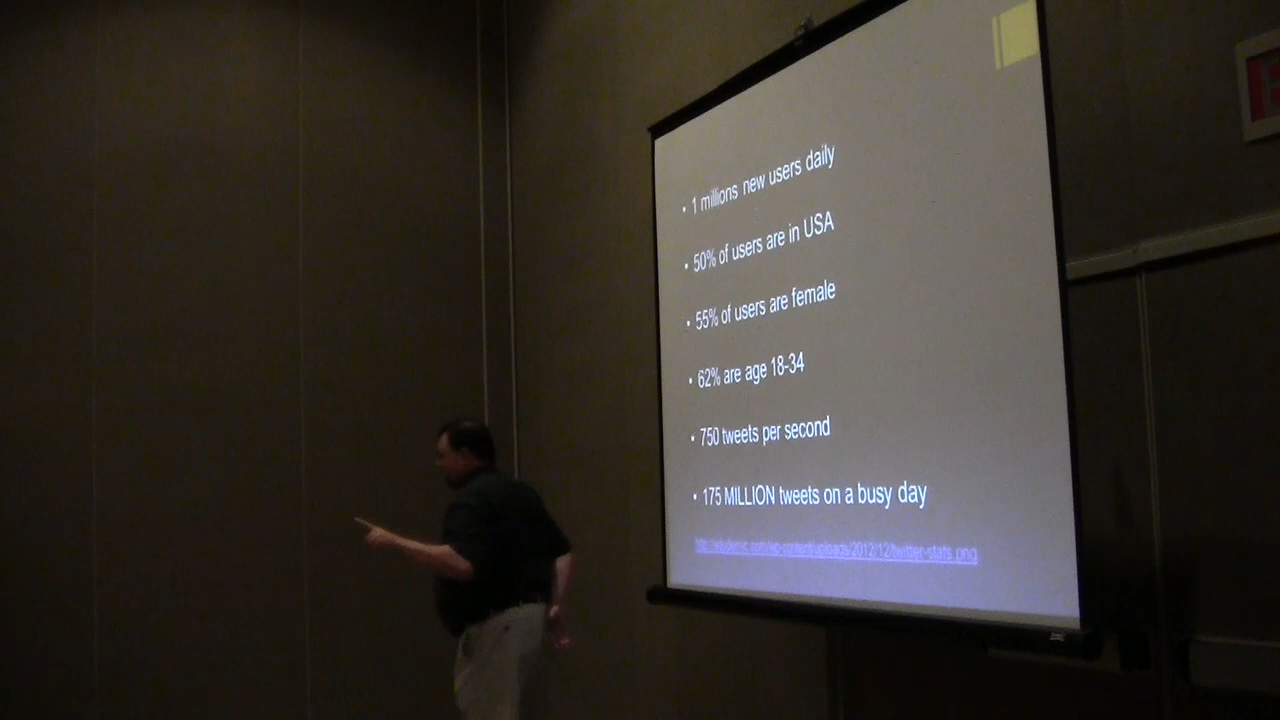 • 1 millions new users daily
• 50% of users are in USA
• 55% of users are female
• 62% are age 18-34
• 750 tweets per second
• 175 MILLION tweets on a busy day
http://edudemic.com/wp-content/uploads/2012/12/twitter-stats.png